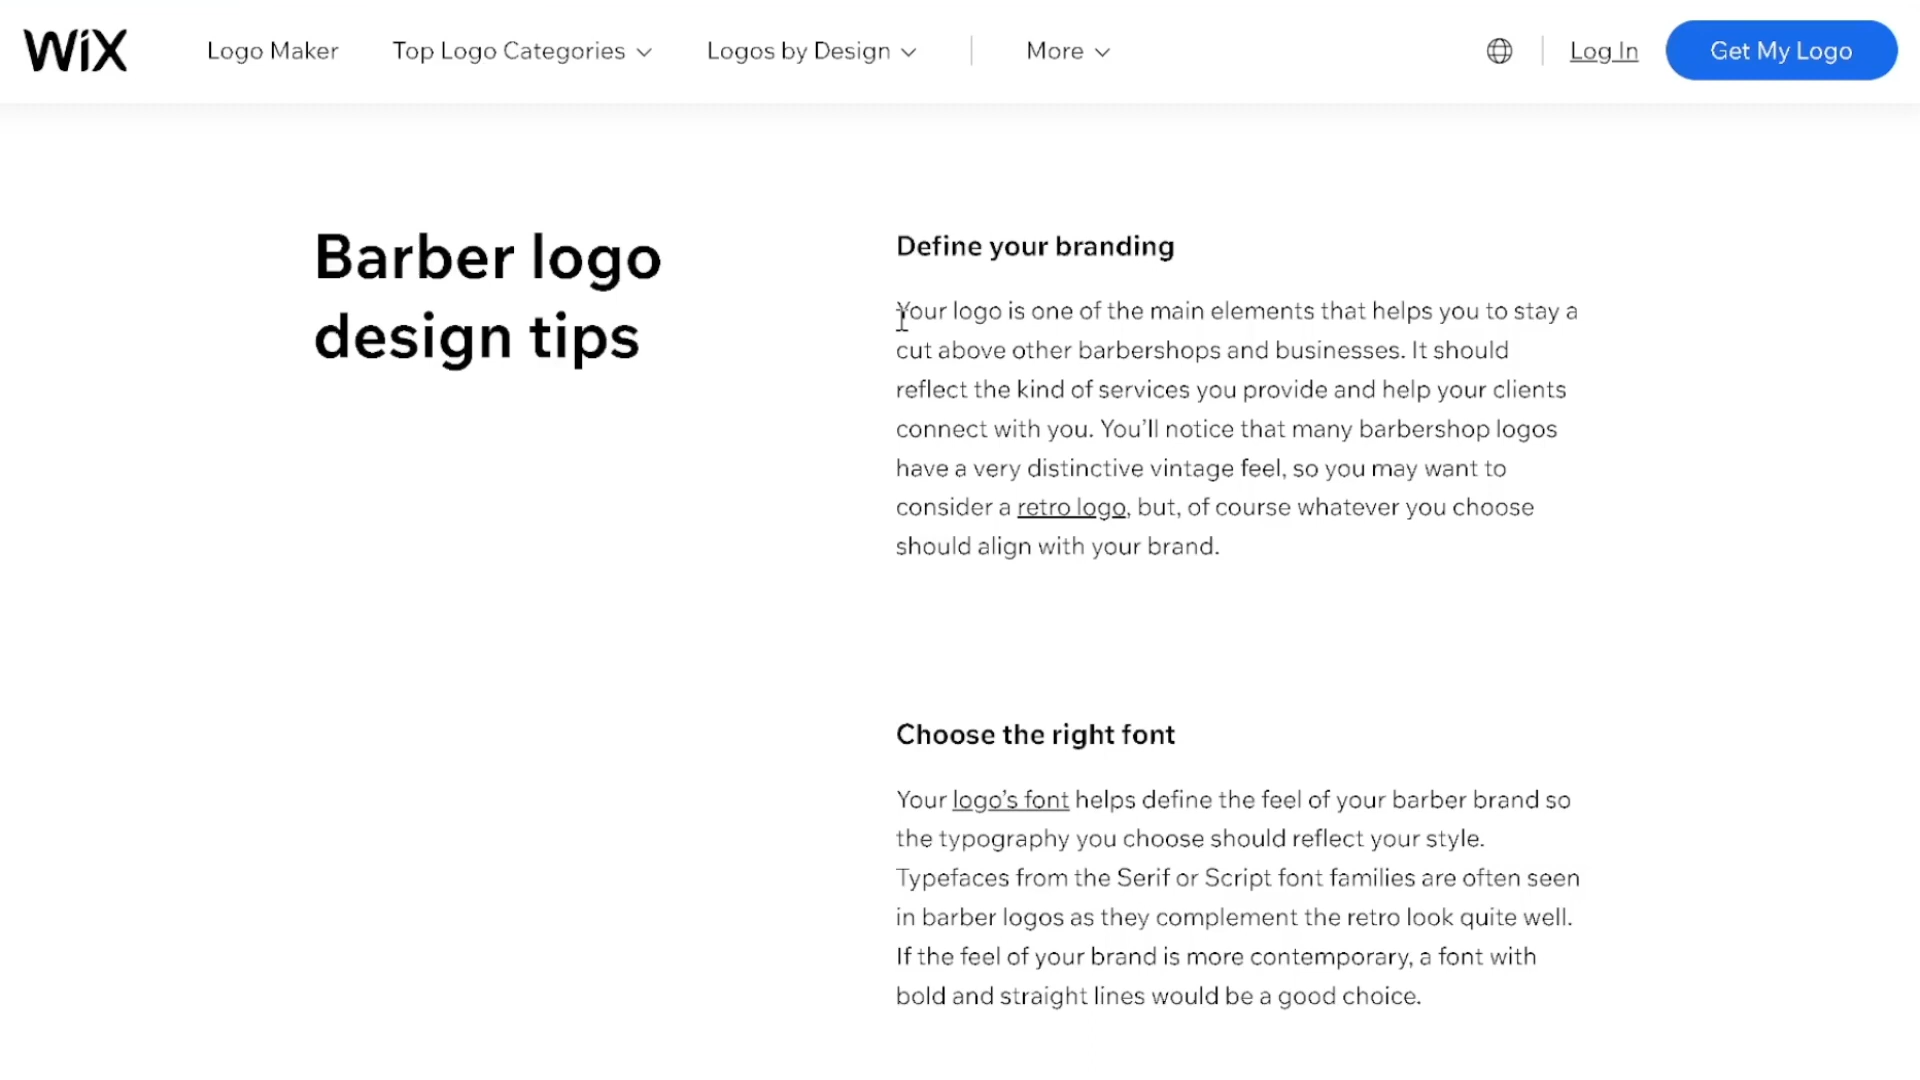 WiX
Logo Maker
Top Logo Categories
Logos by Design
More
Log In
Get My Logo
Barber logo
design tips
Define your branding
Your logo is one of the main elements that helps you to stay a
cut above other barbershops and businesses. It should
reflect the kind of services you provide and help your clients
connect with you. You’ll notice that many barbershop logos
have a very distinctive vintage feel, so you may want to
consider a retro logo, but, of course whatever you choose
should align with your brand.
Choose the right font
Your logo’s font helps define the feel of your barber brand so
the typography you choose should reflect your style.
Typefaces from the Serif or Script font families are often seen
in barber logos as they complement the retro look quite well.
If the feel of your brand is more contemporary, a font with
bold and straight lines would be a good choice.